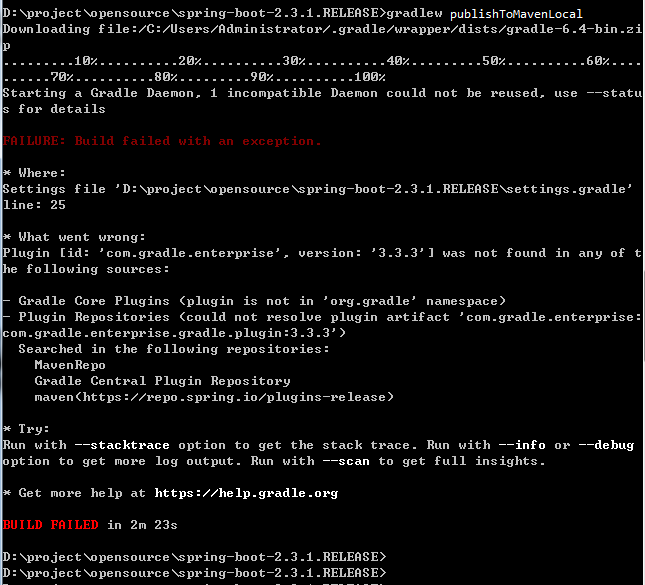 D:\project\opensource\spring-boot-2.3.1.RELEASE>gradlew publishToMavenLocal
Downloading file:/C:/Users/Administrator/.gradle/wrapper/dists/gradle-6.4-bin.zi
p
.........10%..........20%..........30%..........40%.........50%..........60%....
......70%..........80%..........90%..........100%
Starting a Gradle Daemon, 1 incompatible Daemon could not be reused, use --statu
s for details
FAILURE: Build failed with an exception.
* Where:
Settings file 'D:\project\opensource\spring-boot-2.3.1.RELEASE\settings.gradle'
line: 25
* What went wrong:
Plugin [id: 'com.gradle.enterprise', version: '3.3.3'] was not found in any of t
he following sources:
- Gradle Core Plugins (plugin is not in 'org.gradle' namespace)
- Plugin Repositories (could not resolve plugin artifact 'com.gradle.enterprise:
com.gradle.enterprise.gradle.plugin:3.3.3')
Searched in the following repositories:
MavenRepo
Gradle Central Plugin Repository
maven(https://repo.spring.io/plugins-release)
* Try:
Run with --stacktrace option to get the stack trace. Run with --info or --debug
option to get more log output. Run with --scan to get full insights.
* Get more help at https://help.gradle.org
BUILD FAILED in 2m 23s
D:\project\opensource\spring-boot-2.3.1.RELEASE>
D:\project\opensource\spring-boot-2.3.1.RELEASE>